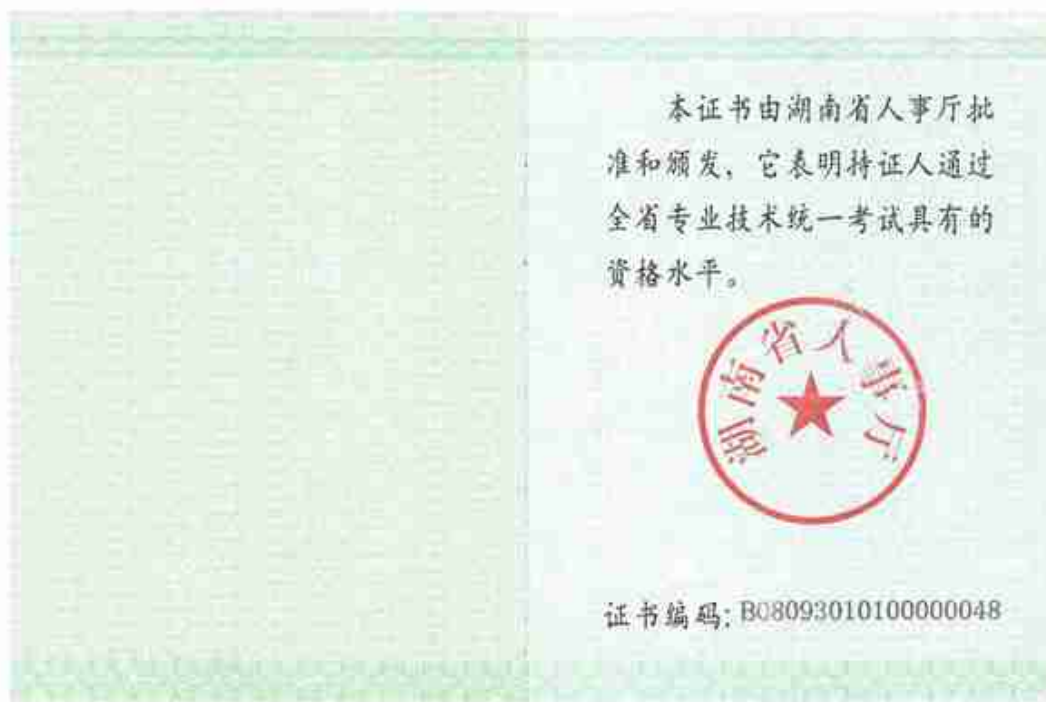 本证书由湖南省人事厅批
准和颁发，它表明持证人通过
全省专业技术统一考试具有的
资格水平。
湖南省人事厅
证书编码：B08093010100000048